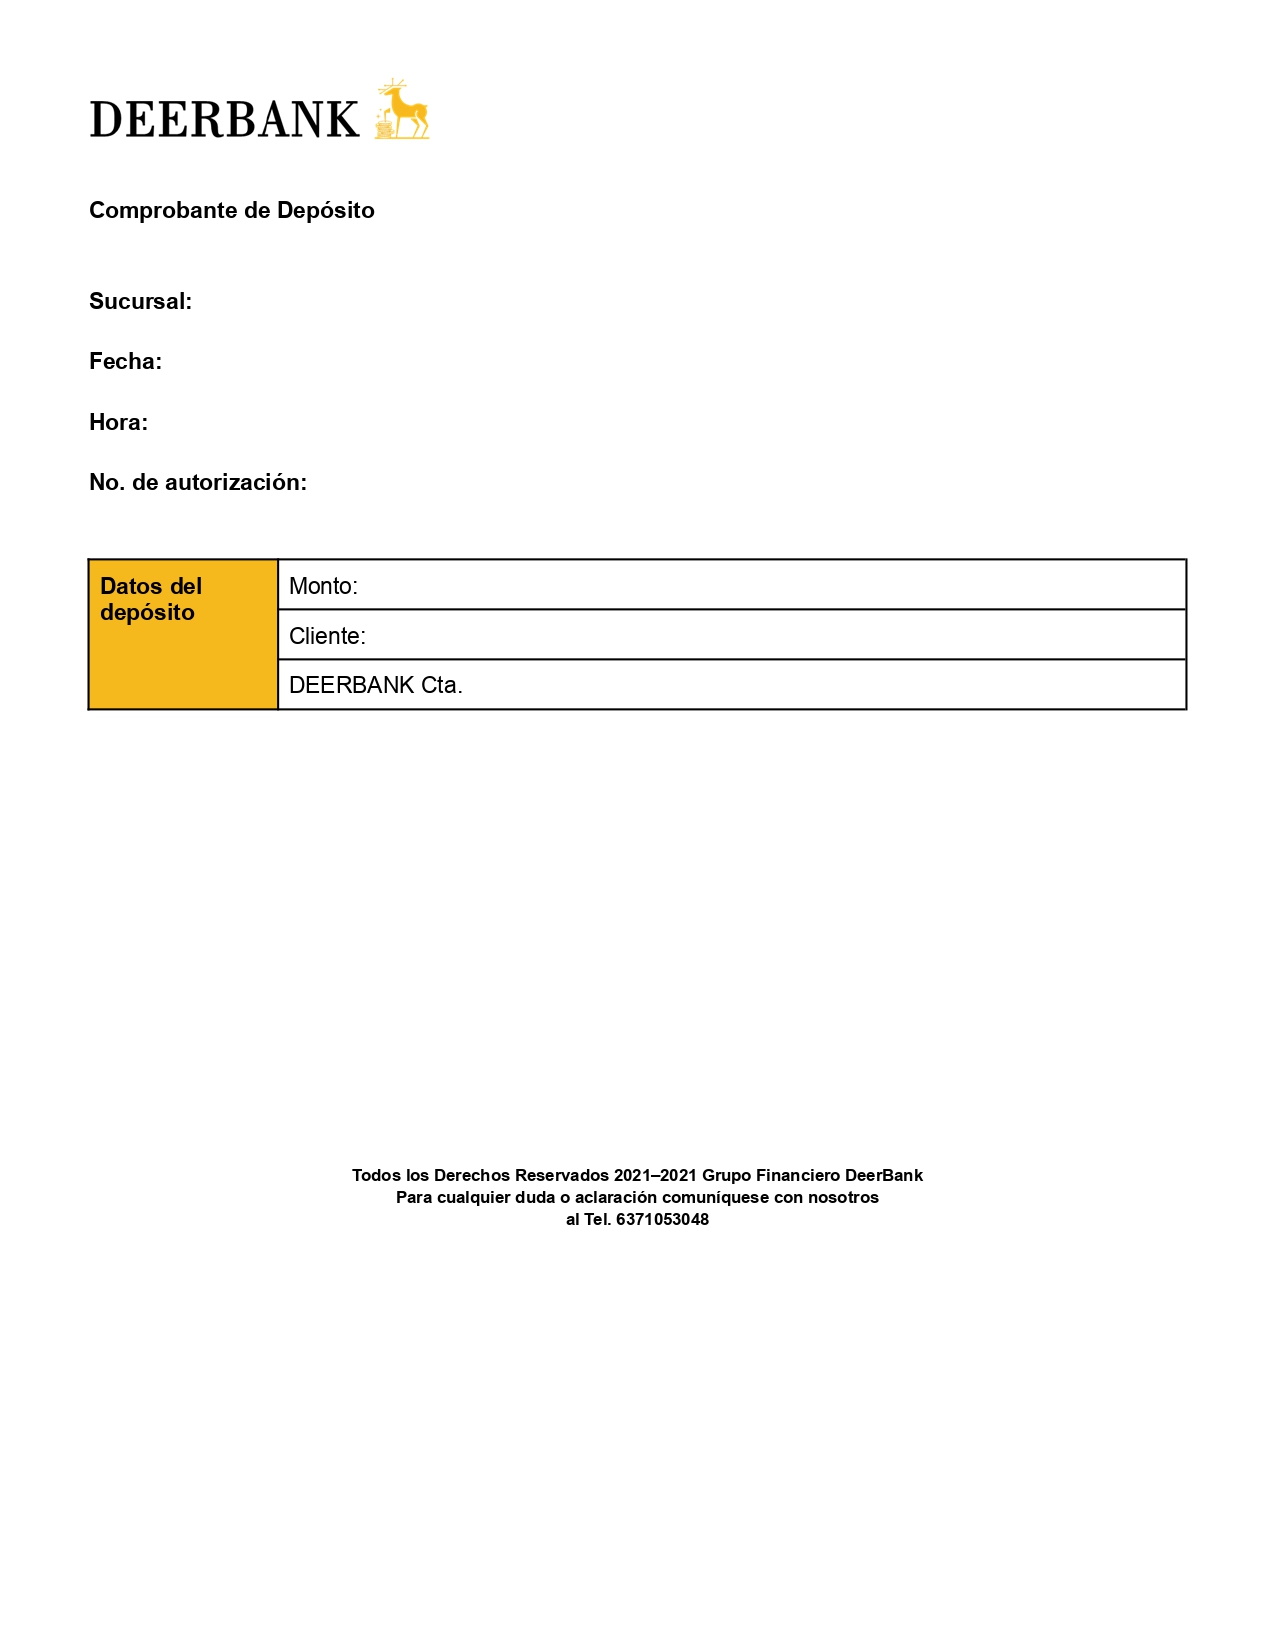 DEERBANK
Comprobante de Depósito
Sucursal:
Fecha:
Hora:
No. de autorización:
Datos del
depósito
Monto:
Cliente:
DEERBANK Cta.
Todos los Derechos Reservados 2021–2021 Grupo Financiero DeerBank
Para cualquier duda o aclaración comuníquese con nosotros
al Tel. 6371053048